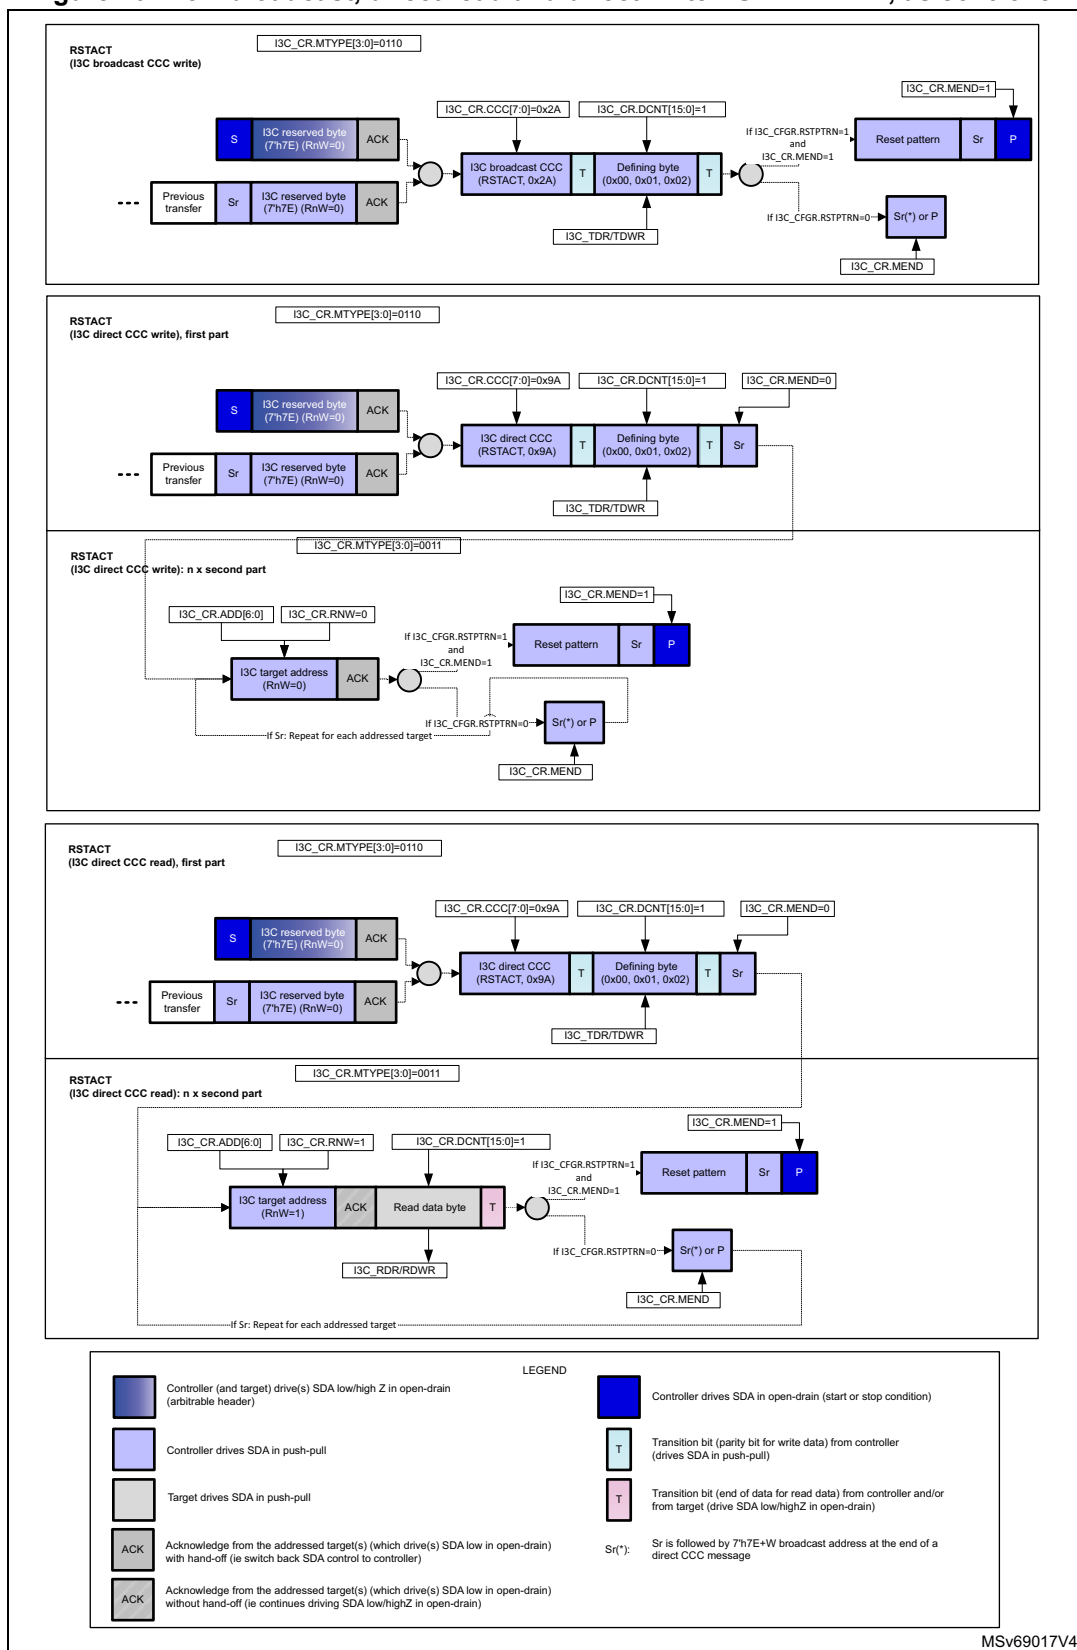 RSTACT
(I3C broadcast CCC write)
I3C_CR.MTYPE[3:0]=0110
I3C_CR.MEND=1
I3C_CR.CCC[7:0]=0x2A
I3C_CR.DCNT[15:0]=1
If I3C_CFGR.RSTPTRN=1
and
I3C_CR.MEND=1
Reset pattern
Sr
P
S
I3C reserved byte
(7'h7E) (RnW=0)
ACK
I3C broadcast CCC
(RSTACT, 0x2A)
T
Defining byte
(0x00, 0x01, 0x02)
T
Previous
transfer
Sr
I3C reserved byte
(7'h7E) (RnW=0)
ACK
If I3C_CFGR.RSTPTRN=0
Sr(*) or P
I3C_TDR/TDWR
I3C_CR.MEND
RSTACT
(I3C direct CCC write), first part
I3C_CR.MTYPE[3:0]=0110
I3C_CR.CCC[7:0]=0x9A
I3C_CR.DCNT[15:0]=1
I3C_CR.MEND=0
S
I3C reserved byte
(7'h7E) (RnW=0)
ACK
I3C direct CCC
(RSTACT, 0x9A)
T
Defining byte
(0x00, 0x01, 0x02)
T
Sr
Previous
transfer
Sr
I3C reserved byte
(7'h7E) (RnW=0)
ACK
I3C_TDR/TDWR
RSTACT
(I3C direct CCC write): n x second part
I3C_CR.MTYPE[3:0]=0011
I3C_CR.MEND=1
I3C_CR.ADD[6:0]
I3C_CR.RNW=0
If I3C_CFGR.RSTPTRN=1
and
I3C_CR.MEND=1
Reset pattern
Sr
P
I3C target address
(RnW=0)
ACK
If I3C_CFGR.RSTPTRN=0
Sr(*) or P
If Sr: Repeat for each addressed target
I3C_CR.MEND
RSTACT
(I3C direct CCC read), first part
I3C_CR.MTYPE[3:0]=0110
I3C_CR.CCC[7:0]=0x9A
I3C_CR.DCNT[15:0]=1
I3C_CR.MEND=0
S
I3C reserved byte
(7'h7E) (RnW=0)
ACK
I3C direct CCC
(RSTACT, 0x9A)
T
Defining byte
(0x00, 0x01, 0x02)
T
Sr
Previous
transfer
Sr
I3C reserved byte
(7'h7E) (RnW=0)
ACK
I3C_TDR/TDWR
RSTACT
(I3C direct CCC read): n x second part
I3C_CR.MTYPE[3:0]=0011
I3C_CR.MEND=1
I3C_CR.ADD[6:0]
I3C_CR.RNW=1
I3C_CR.DCNT[15:0]=1
If I3C_CFGR.RSTPTRN=1
and
I3C_CR.MEND=1
Reset pattern
Sr
P
I3C target address
(RnW=1)
ACK
Read data byte
T
If I3C_CFGR.RSTPTRN=0
Sr(*) or P
I3C_RDR/RDWR
I3C_CR.MEND
If Sr: Repeat for each addressed target
LEGEND
Controller (and target) drive(s) SDA low/high Z in open-drain
(arbitrable header)
Controller drives SDA in push-pull
Target drives SDA in push-pull
ACK
Acknowledge from the addressed target(s) (which drive(s) SDA low in open-drain)
with hand-off (ie switch back SDA control to controller)
ACK
Acknowledge from the addressed target(s) (which drive(s) SDA low in open-drain)
without hand-off (ie continues driving SDA low/highZ in open-drain)
Controller drives SDA in open-drain (start or stop condition)
T
Transition bit (parity bit for write data) from controller
(drives SDA in push-pull)
T
Transition bit (end of data for read data) from controller and/or
from target (drive SDA low/highZ in open-drain)
Sr(*):
Sr is followed by 7'h7E+W broadcast address at the end of a
direct CCC message
MSv69017V4